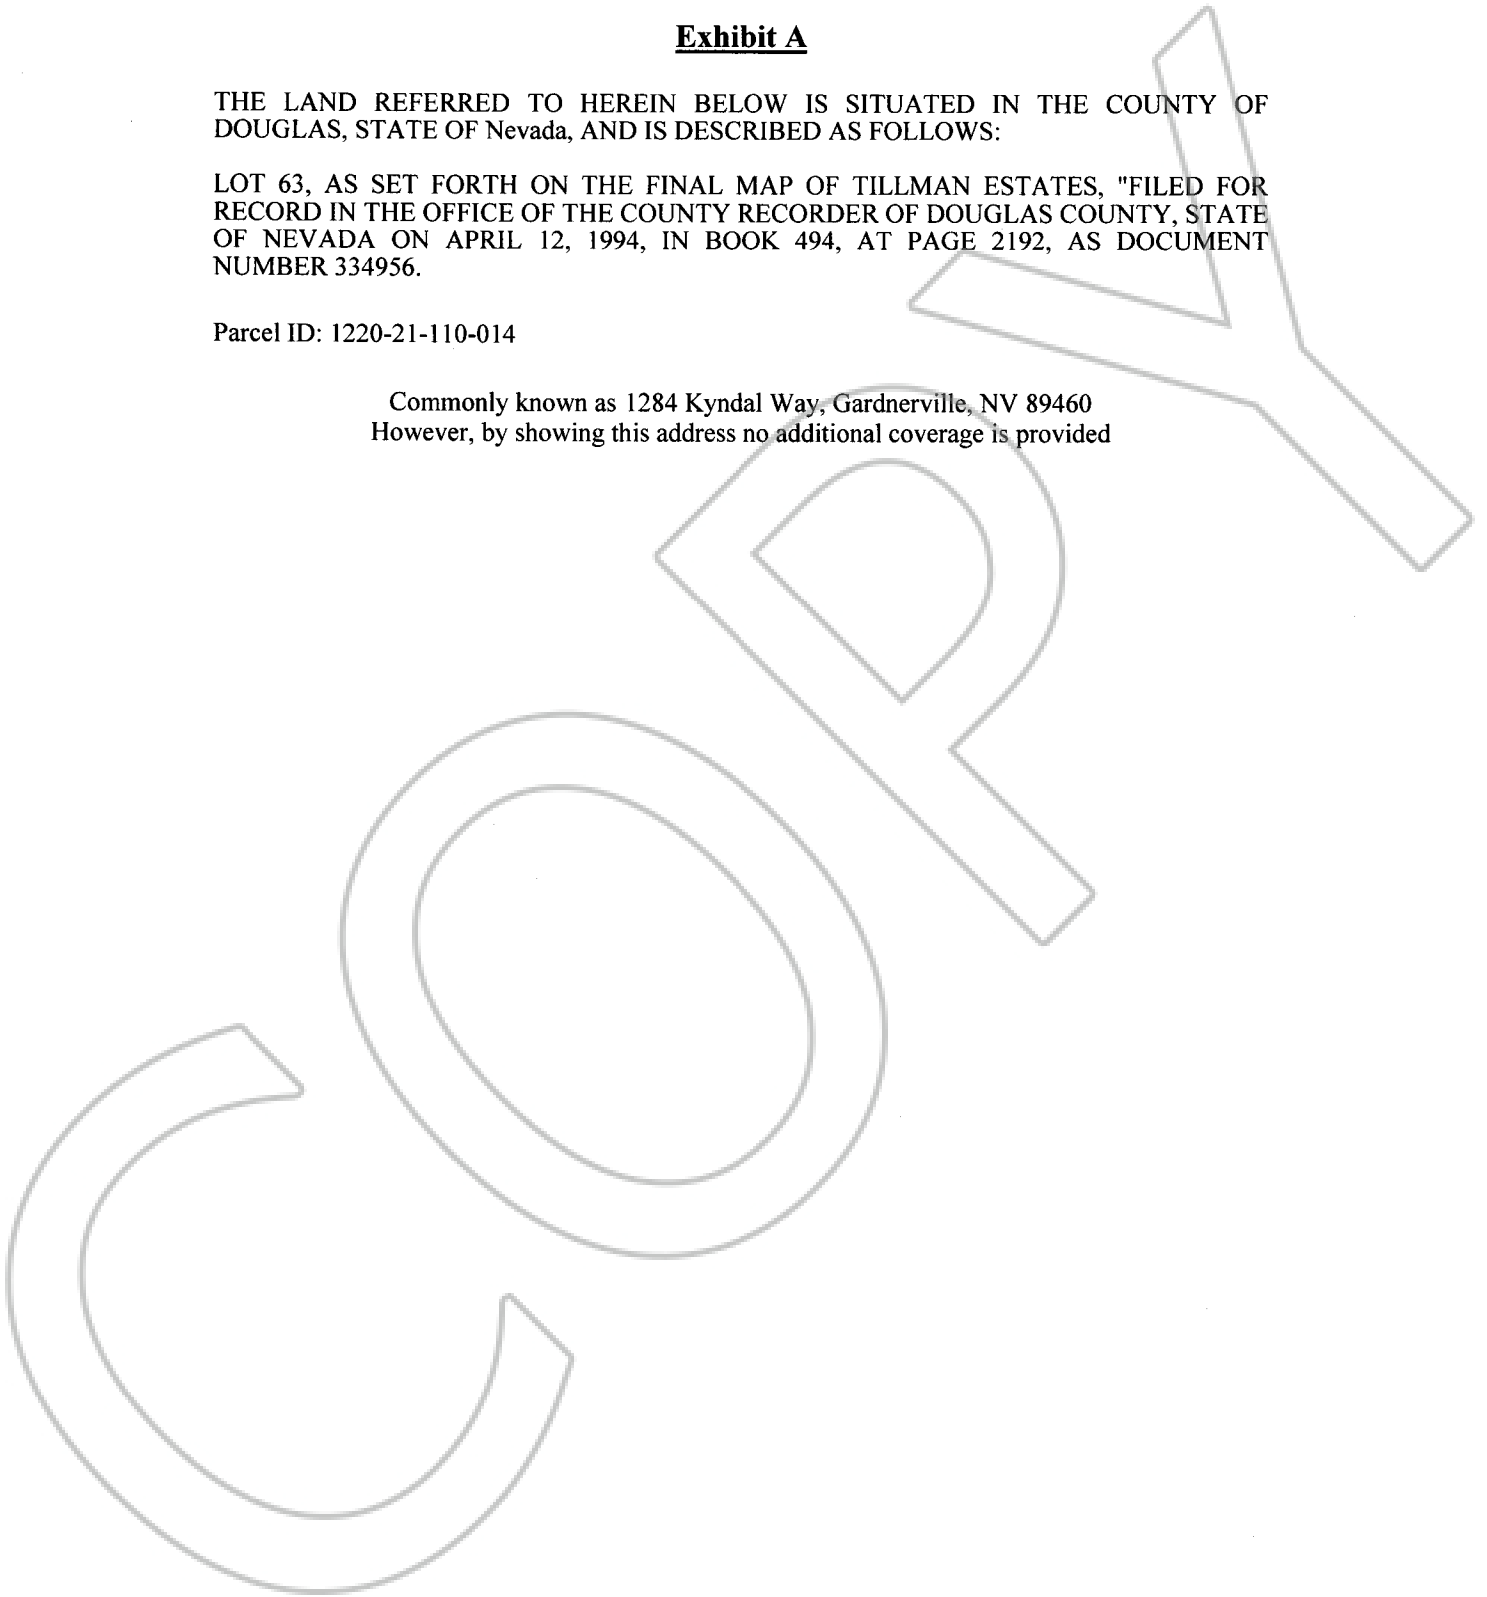 Exhibit A
THE LAND REFERRED TO HEREIN BELOW IS SITUATED IN THE COUNTY OF
DOUGLAS, STATE OF Nevada, AND IS DESCRIBED AS FOLLOWS:
LOT 63, AS SET FORTH ON THE FINAL MAP OF TILLMAN ESTATES, "FILED FOR
RECORD IN THE OFFICE OF THE COUNTY RECORDER OF DOUGLAS COUNTY, STATE
OF NEVADA ON APRIL 12, 1994, IN BOOK 494, AT PAGE 2192, AS DOCUMENT
NUMBER 334956.
Parcel ID: 1220-21-110-014
Commonly known as 1284 Kyndal Way, Gardnerville, NV 89460
However, by showing this address no additional coverage is provided
COPY